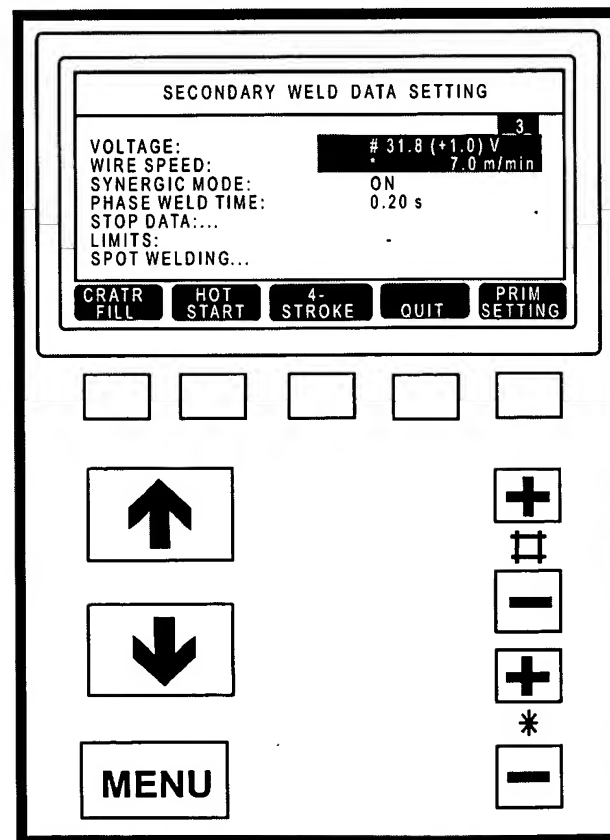 SECONDARY WELD DATA SETTING
3
VOLTAGE: # 31.8 (+1.0) V
WIRE SPEED: * 7.0 m/min
SYNERGIC MODE: ON
PHASE WELD TIME: 0.20 s
STOP DATA:...
LIMITS: -
SPOT WELDING...
CRATR FILL HOT START 4- STROKE QUIT PRIM SETTING
+
#
−
+
*
−
MENU